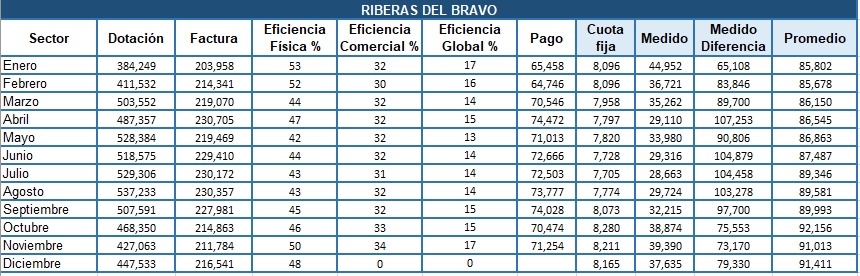 RIBERAS DEL BRAVO
Sector Dotación Factura Eficiencia Física % Eficiencia Comercial % Eficiencia Global % Pago Cuota fija Medido Medido Diferencia Promedio
Enero 384,249 203,958 53 32 17 65,458 8,096 44,952 65,108 85,802
Febrero 411,532 214,341 52 30 16 64,746 8,096 36,721 83,846 85,678
Marzo 503,552 219,070 44 32 14 70,546 7,958 35,262 89,700 86,150
Abril 487,357 230,705 47 32 15 74,472 7,797 29,110 107,253 86,545
Mayo 528,384 219,469 42 32 13 71,013 7,820 33,980 90,806 86,863
Junio 518,575 229,410 44 32 14 72,666 7,728 29,316 104,879 87,487
Julio 529,306 230,172 43 31 14 72,503 7,705 28,663 104,458 89,346
Agosto 537,233 230,357 43 32 14 73,777 7,774 29,724 103,278 89,581
Septiembre 507,591 227,981 45 32 15 74,028 8,073 32,215 97,700 89,993
Octubre 468,350 214,863 46 33 15 70,474 8,280 38,874 75,553 92,156
Noviembre 427,063 211,784 50 34 17 71,254 8,211 39,390 73,170 91,013
Diciembre 447,533 216,541 48 0 0 8,165 37,635 79,330 91,411